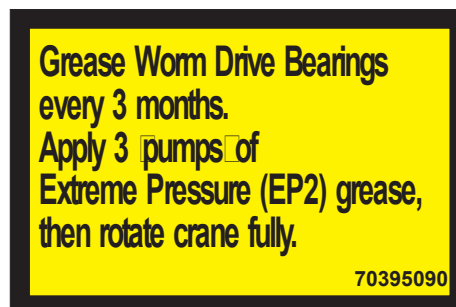 Grease Worm Drive Bearings
every 3 months.
Apply 3 □pumps□of
Extreme Pressure (EP2) grease,
then rotate crane fully.
70395090